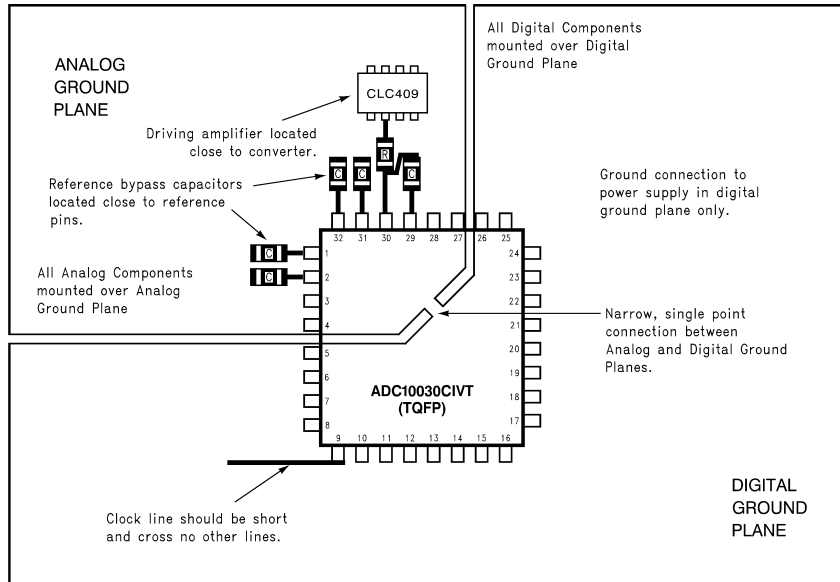 All Digital Components
mounted over Digital
Ground Plane
ANALOG
GROUND
PLANE
CLC409
Driving amplifier located
close to converter.
R
C
C
C
Reference bypass capacitors
located close to reference
pins.
Ground connection to
power supply in digital
ground plane only.
32 31 30 29 28 27 26 25
C
C
1
2
3
4
5
6
7
8
24
23
22
21
20
19
18
17
All Analog Components
mounted over Analog
Ground Plane
Narrow, single point
connection between
Analog and Digital Ground
Planes.
ADC10030CIVT
(TQFP)
9 10 11 12 13 14 15 16
Clock line should be short
and cross no other lines.
DIGITAL
GROUND
PLANE